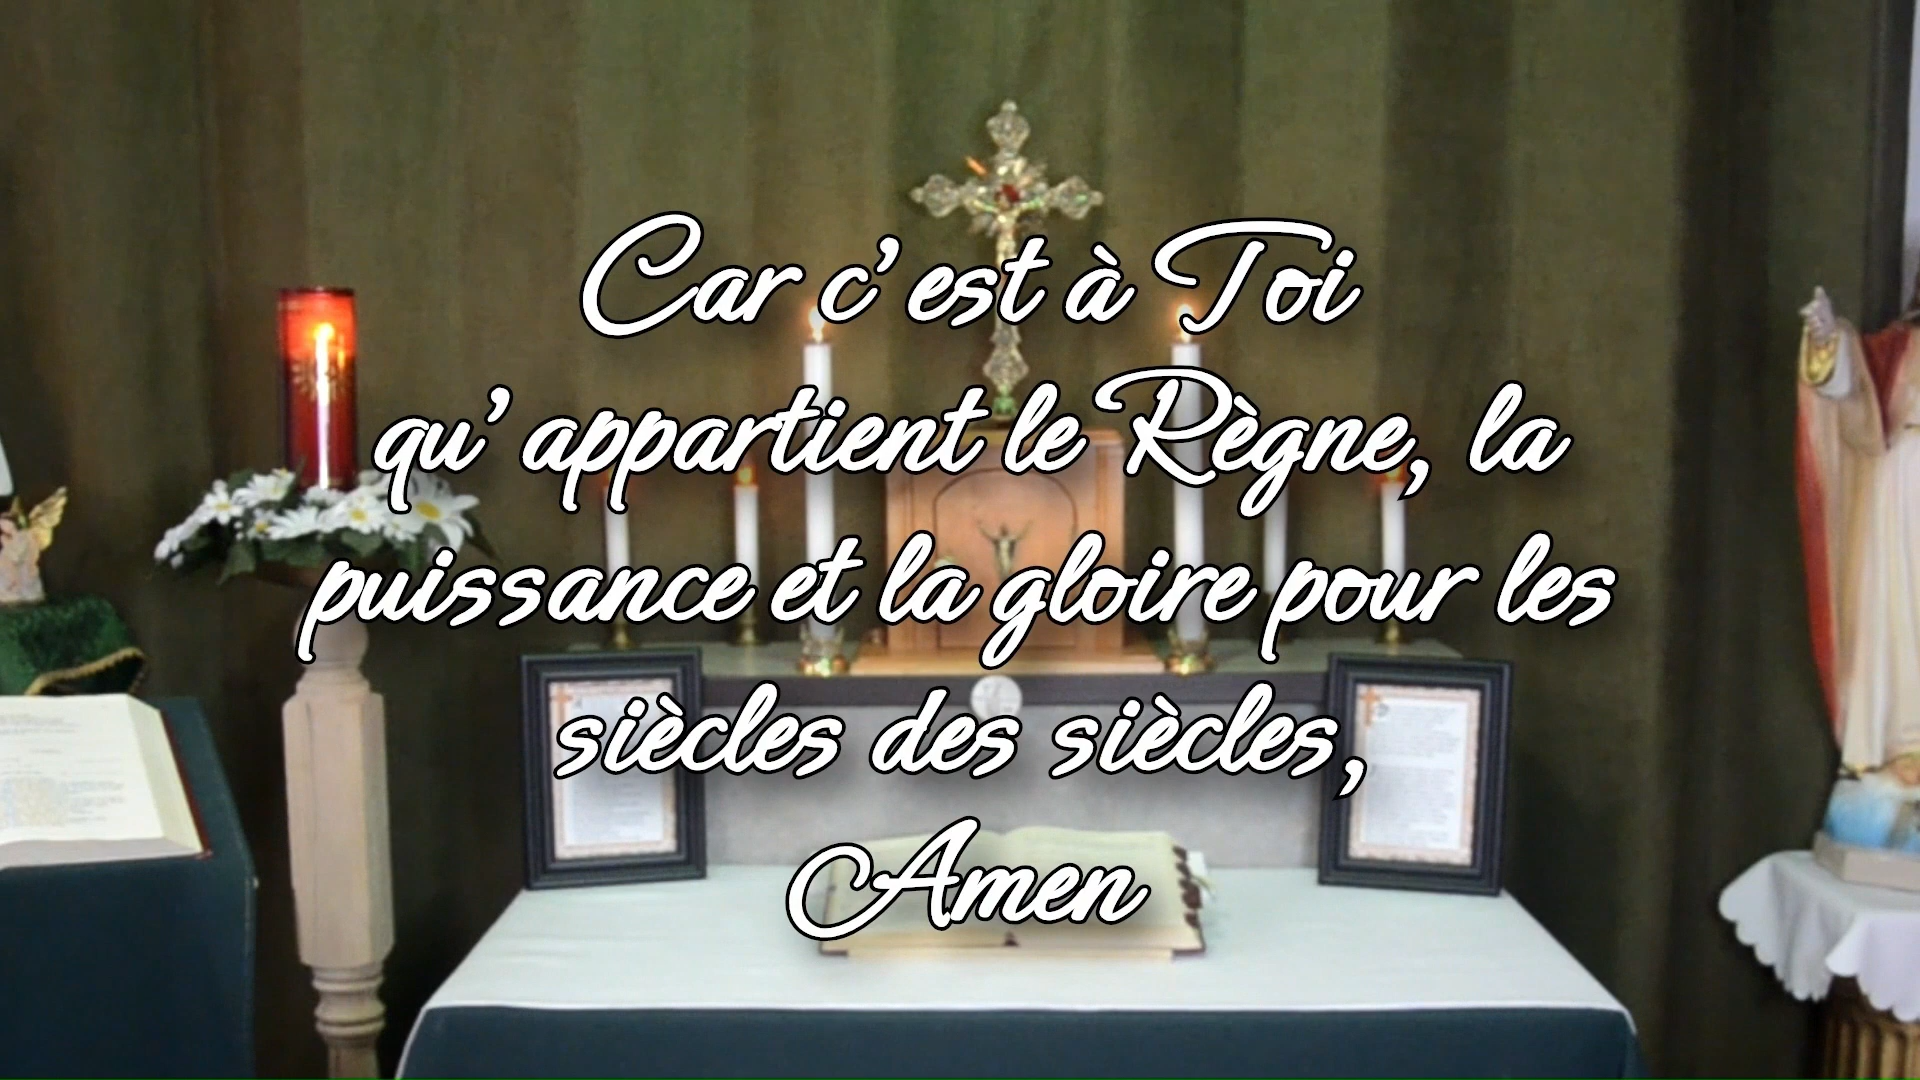 Car c'est à Toi
qu'appartient le Règne, la
puissance et la gloire pour les
siècles des siècles,
Amen